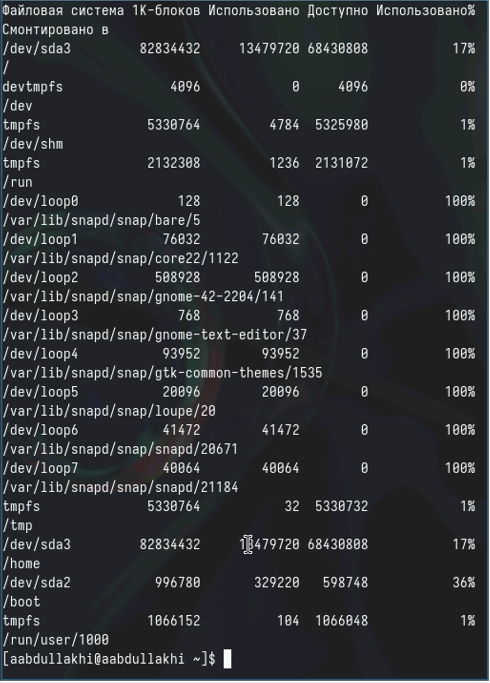 Файловая система 1K-блоков Использовано Доступно Использовано%
Смонтировано в
/dev/sda3 82834432 13479720 68430808 17%
/
devtmpfs 4096 0 4096 0%
/dev
tmpfs 5330764 4784 5325980 1%
/dev/shm
tmpfs 2132308 1236 2131072 1%
/run
/dev/loop0 128 128 0 100%
/var/lib/snapd/snap/bare/5
/dev/loop1 76032 76032 0 100%
/var/lib/snapd/snap/core22/1122
/dev/loop2 508928 508928 0 100%
/var/lib/snapd/snap/gnome-42-2204/141
/dev/loop3 768 768 0 100%
/var/lib/snapd/snap/gnome-text-editor/37
/dev/loop4 93952 93952 0 100%
/var/lib/snapd/snap/gtk-common-themes/1535
/dev/loop5 20096 20096 0 100%
/var/lib/snapd/snap/loupe/20
/dev/loop6 41472 41472 0 100%
/var/lib/snapd/snap/snapd/20671
/dev/loop7 40064 40064 0 100%
/var/lib/snapd/snap/snapd/21184
tmpfs 5330764 32 5330732 1%
/tmp
/dev/sda3 82834432 13479720 68430808 17%
/home
/dev/sda2 996780 329220 598748 36%
/boot
tmpfs 1066152 104 1066048 1%
/run/user/1000
[aabdullakhi@aabdullakhi ~]$